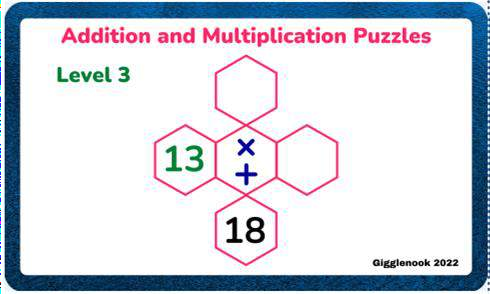 Addition and Multiplication Puzzles
Level 3
13
×
+
18
Gigglenook 2022